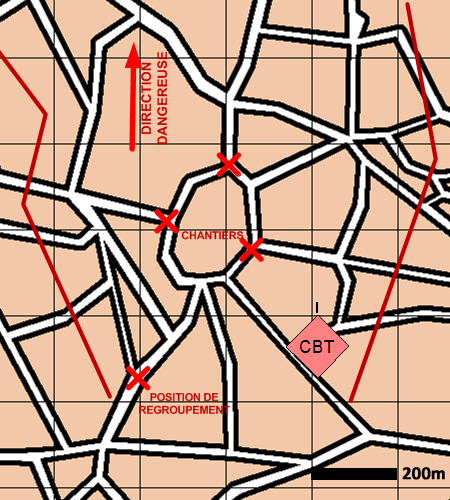 DIRECTION
DANGEREUSE
CHANTIERS
I
CBT
POSITION DE
REGROUPEMENT
200m